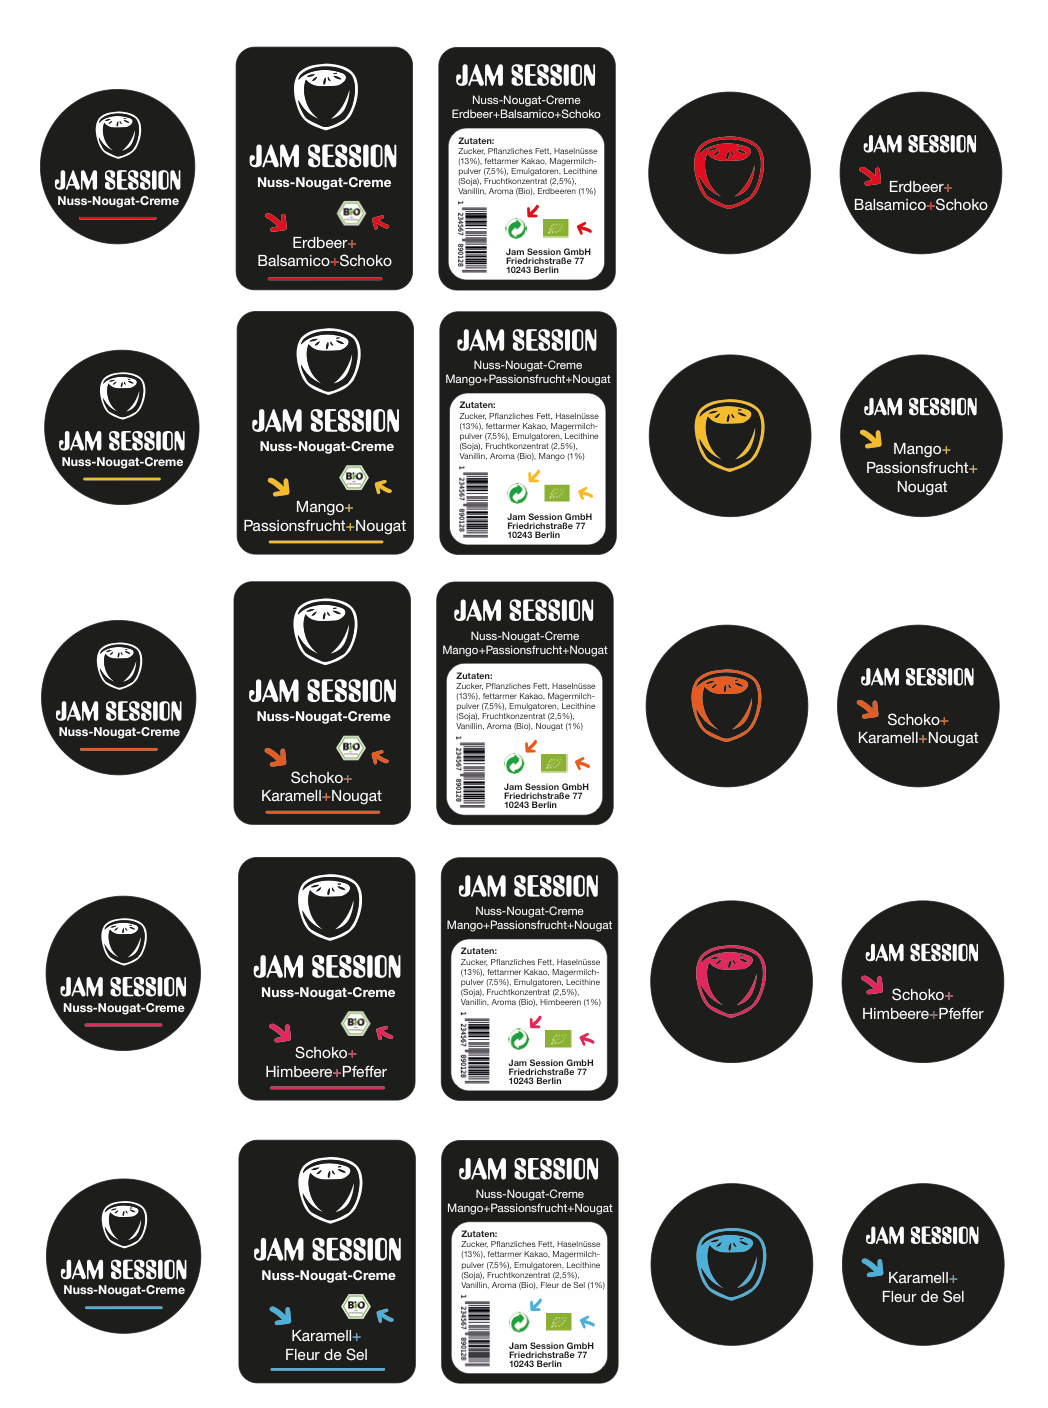 JAM SESSION
Nuss-Nougat-Creme
JAM SESSION
Nuss-Nougat-Creme
BIO
Erdbeer+
Balsamico+Schoko
JAM SESSION
Nuss-Nougat-Creme
Erdbeer+Balsamico+Schoko
Zutaten:
Zucker, Pflanzliches Fett, Haselnüsse
(13%), fettarmer Kakao, Magermilch-
pulver (7,5%), Emulgatoren, Lecithine
(Soja), Fruchtkonzentrat (2,5%),
Vanillin, Aroma (Bio), Erdbeeren (1%)
1 234567 890128
Jam Session GmbH
Friedrichstraße 77
10243 Berlin
JAM SESSION
Erdbeer+
Balsamico+Schoko
JAM SESSION
Nuss-Nougat-Creme
JAM SESSION
Nuss-Nougat-Creme
BIO
Mango+
Passionsfrucht+Nougat
JAM SESSION
Nuss-Nougat-Creme
Mango+Passionsfrucht+Nougat
Zutaten:
Zucker, Pflanzliches Fett, Haselnüsse
(13%), fettarmer Kakao, Magermilch-
pulver (7,5%), Emulgatoren, Lecithine
(Soja), Fruchtkonzentrat (2,5%),
Vanillin, Aroma (Bio), Mango (1%)
1 234567 890128
Jam Session GmbH
Friedrichstraße 77
10243 Berlin
JAM SESSION
Mango+
Passionsfrucht+
Nougat
JAM SESSION
Nuss-Nougat-Creme
JAM SESSION
Nuss-Nougat-Creme
BIO
Schoko+
Karamell+Nougat
JAM SESSION
Nuss-Nougat-Creme
Mango+Passionsfrucht+Nougat
Zutaten:
Zucker, Pflanzliches Fett, Haselnüsse
(13%), fettarmer Kakao, Magermilch-
pulver (7,5%), Emulgatoren, Lecithine
(Soja), Fruchtkonzentrat (2,5%),
Vanillin, Aroma (Bio), Nougat (1%)
1 234567 890128
Jam Session GmbH
Friedrichstraße 77
10243 Berlin
JAM SESSION
Schoko+
Karamell+Nougat
JAM SESSION
Nuss-Nougat-Creme
JAM SESSION
Nuss-Nougat-Creme
BIO
Schoko+
Himbeere+Pfeffer
JAM SESSION
Nuss-Nougat-Creme
Mango+Passionsfrucht+Nougat
Zutaten:
Zucker, Pflanzliches Fett, Haselnüsse
(13%), fettarmer Kakao, Magermilch-
pulver (7,5%), Emulgatoren, Lecithine
(Soja), Fruchtkonzentrat (2,5%),
Vanillin, Aroma (Bio), Himbeeren (1%)
1 234567 890128
Jam Session GmbH
Friedrichstraße 77
10243 Berlin
JAM SESSION
Schoko+
Himbeere+Pfeffer
JAM SESSION
Nuss-Nougat-Creme
JAM SESSION
Nuss-Nougat-Creme
BIO
Karamell+
Fleur de Sel
JAM SESSION
Nuss-Nougat-Creme
Mango+Passionsfrucht+Nougat
Zutaten:
Zucker, Pflanzliches Fett, Haselnüsse
(13%), fettarmer Kakao, Magermilch-
pulver (7,5%), Emulgatoren, Lecithine
(Soja), Fruchtkonzentrat (2,5%),
Vanillin, Aroma (Bio), Fleur de Sel (1%)
1 234567 890128
Jam Session GmbH
Friedrichstraße 77
10243 Berlin
JAM SESSION
Karamell+
Fleur de Sel